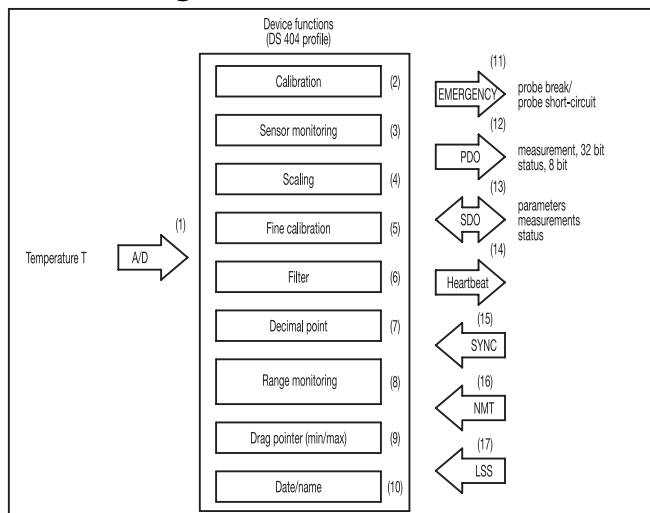 Device functions
(DS 404 profile)
Temperature T
A/D
(1)
Calibration (2)
Sensor monitoring (3)
Scaling (4)
Fine calibration (5)
Filter (6)
Decimal point (7)
Range monitoring (8)
Drag pointer (min/max) (9)
Date/name (10)
(11)
EMERGENCY
probe break/
probe short-circuit
(12)
PDO
measurement, 32 bit
status, 8 bit
(13)
SDO
parameters
measurements
status
(14)
Heartbeat
(15)
SYNC
(16)
NMT
(17)
LSS